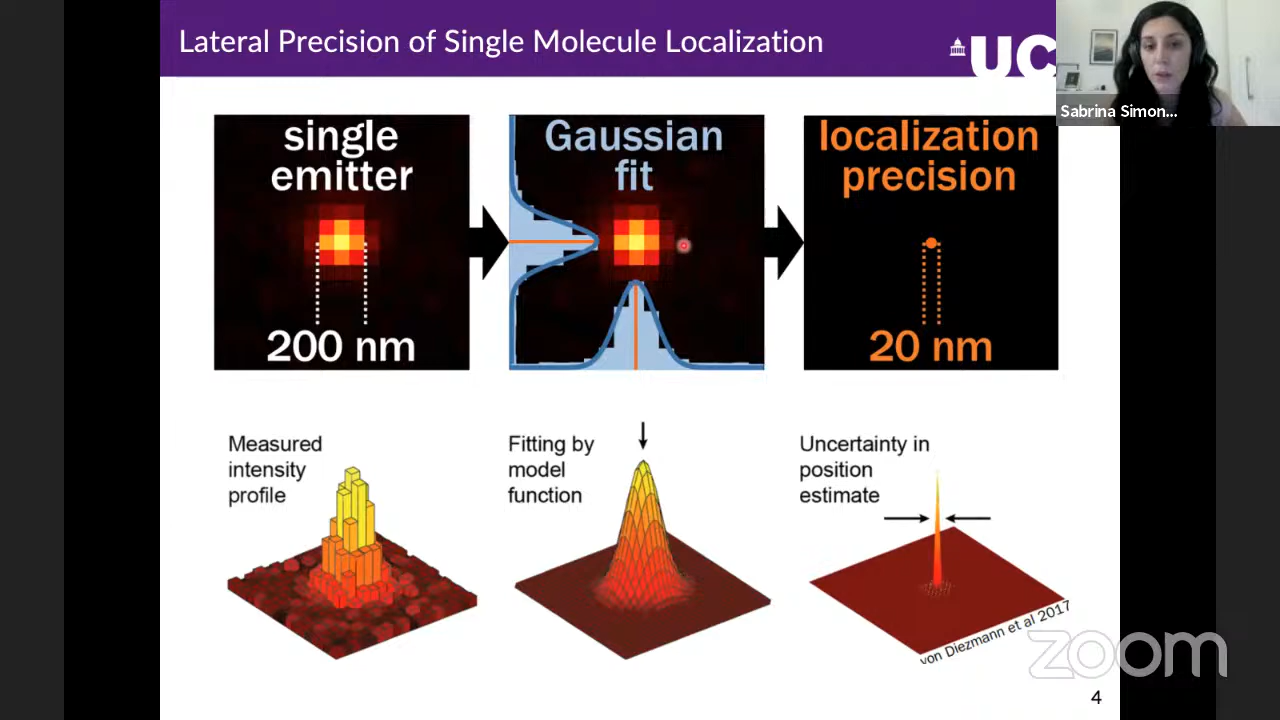 Lateral Precision of Single Molecule Localization
UC
Sabrina Simon...
single
emitter
200 nm
Gaussian
fit
localization
precision
20 nm
Measured
intensity
profile
Fitting by
model
function
Uncertainty in
position
estimate
von Diezmann et al 2017
zoom
4